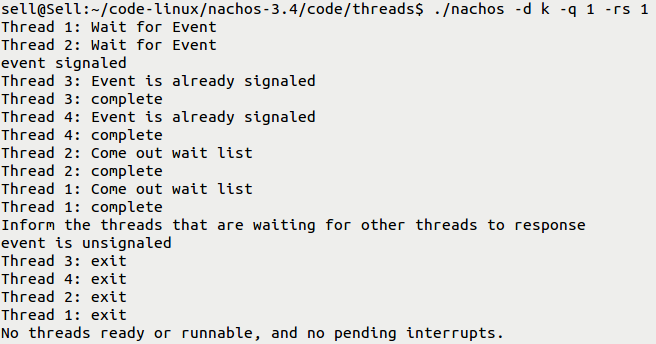 sell@Sell:~/code-linux/nachos-3.4/code/threads$ ./nachos -d k -q 1 -rs 1
Thread 1: Wait for Event
Thread 2: Wait for Event
event signaled
Thread 3: Event is already signaled
Thread 3: complete
Thread 4: Event is already signaled
Thread 4: complete
Thread 2: Come out wait list
Thread 2: complete
Thread 1: Come out wait list
Thread 1: complete
Inform the threads that are waiting for other threads to response
event is unsignaled
Thread 3: exit
Thread 4: exit
Thread 2: exit
Thread 1: exit
No threads ready or runnable, and no pending interrupts.